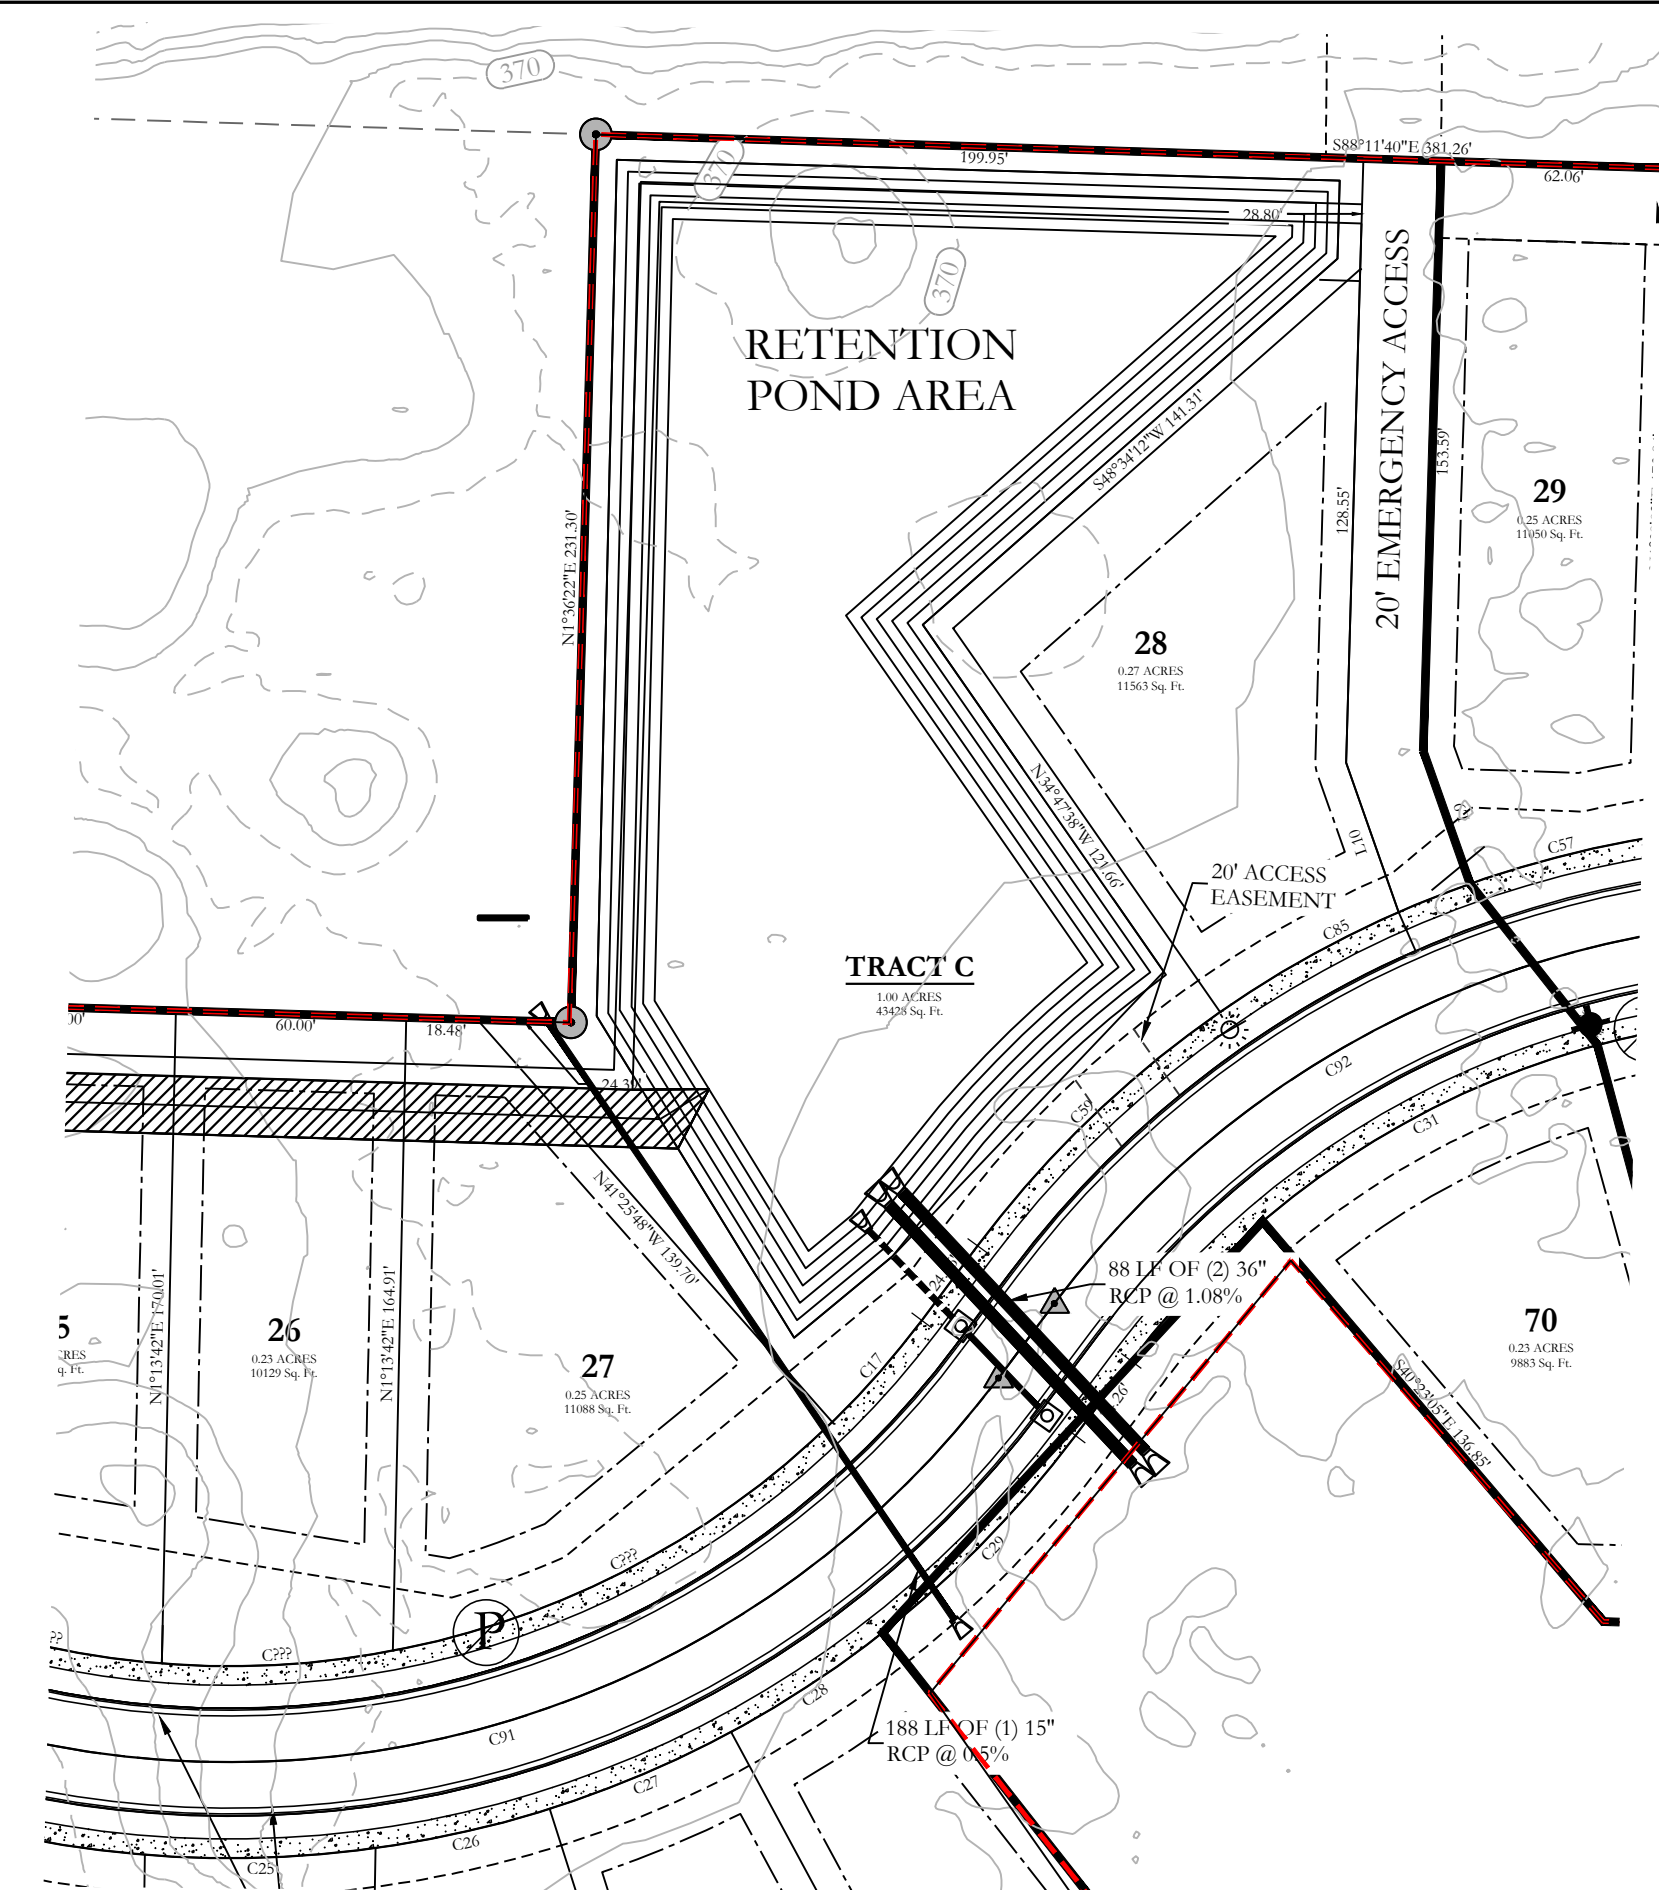 370
S88°11'40"E 381.26'
199.95'
62.06'
370
28.80'
370
RETENTION
POND AREA
20' EMERGENCY ACCESS
S48°34'12"W 141.31'
153.59'
128.55'
29
0.25 ACRES
11050 Sq. Ft.
N1°36'22"E 231.30'
28
0.27 ACRES
11563 Sq. Ft.
N34°47'38"W 121.66'
L10
C57
20' ACCESS
EASEMENT
C85
TRACT C
1.00 ACRES
43428 Sq. Ft.
60.00'
18.48'
24.39'
C59
C92
C31
N41°25'48"W 139.70'
88 LF OF (2) 36"
RCP @ 1.08%
N1°13'42"E 170.01'
N1°13'42"E 164.91'
5
26
0.23 ACRES
10129 Sq. Ft.
27
0.25 ACRES
11088 Sq. Ft.
C17
70
0.23 ACRES
9883 Sq. Ft.
S40°23'05"E 136.85'
C29
C???
P
C???
C28
188 LF OF (1) 15"
RCP @ 0.5%
C91
C27
C26
C25